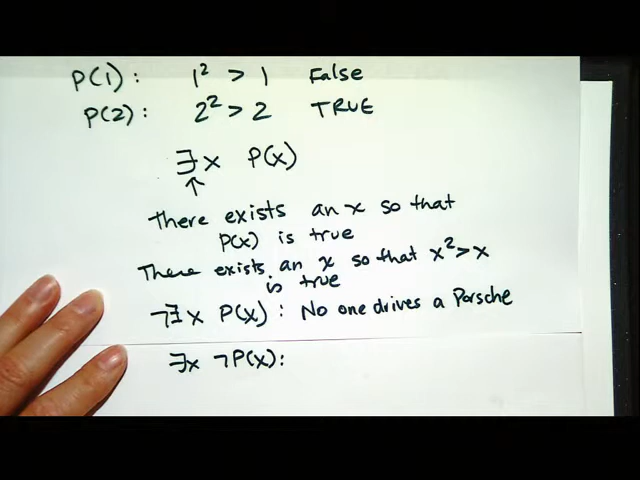 P(1): 1² > 1 False
P(2): 2² > 2 TRUE
∃x P(x)
↑
There exists an x so that
P(x) is true
There exists an x so that x² > x
is true
¬∃x P(x): No one drives a Porsche
∃x ¬P(x):